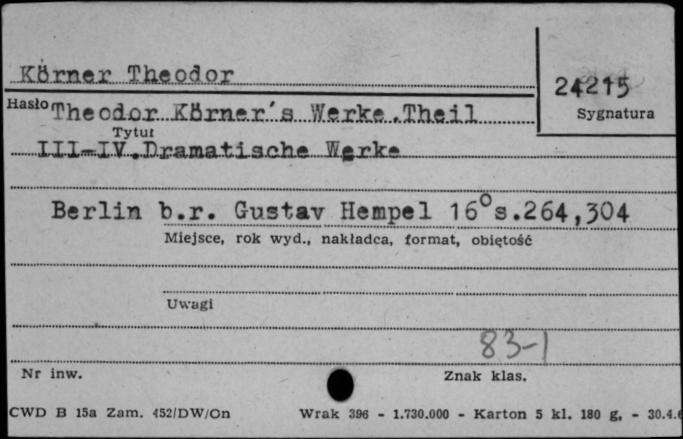 Körner Theodor
24215
Hasło
Sygnatura
Theodor Körner's Werke.Theil
Tytuł
III-IV.Dramatische Werke
Berlin b.r. Gustav Hempel 16° s.264,304
Miejsce, rok wyd., nakładca, format, objętość
Uwagi
83-1
Nr inw.
Znak klas.
CWD B 15a Zam. 452/DW/On Wrak 396 - 1.730.000 - Karton 5 kl. 180 g, - 30.4.